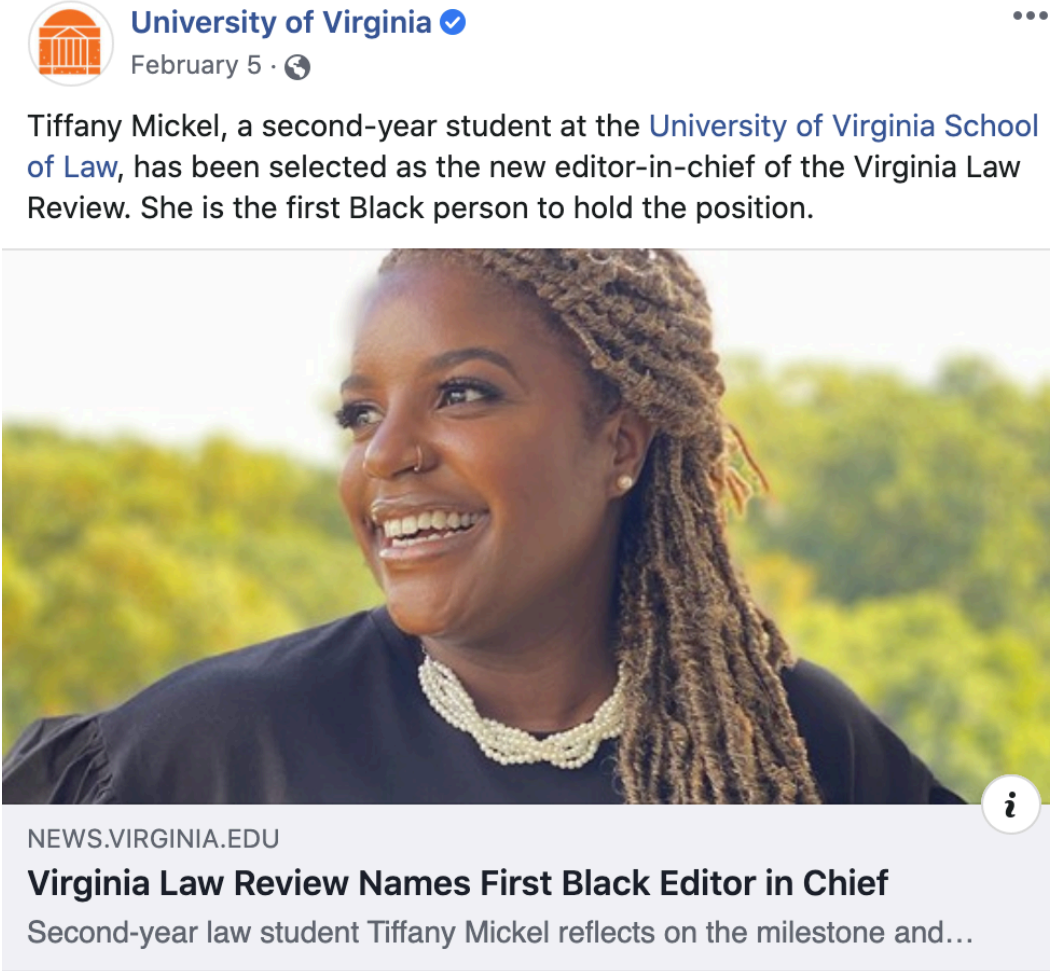 University of Virginia
February 5 ·
Tiffany Mickel, a second-year student at the University of Virginia School
of Law, has been selected as the new editor-in-chief of the Virginia Law
Review. She is the first Black person to hold the position.
i
NEWS.VIRGINIA.EDU
Virginia Law Review Names First Black Editor in Chief
Second-year law student Tiffany Mickel reflects on the milestone and...